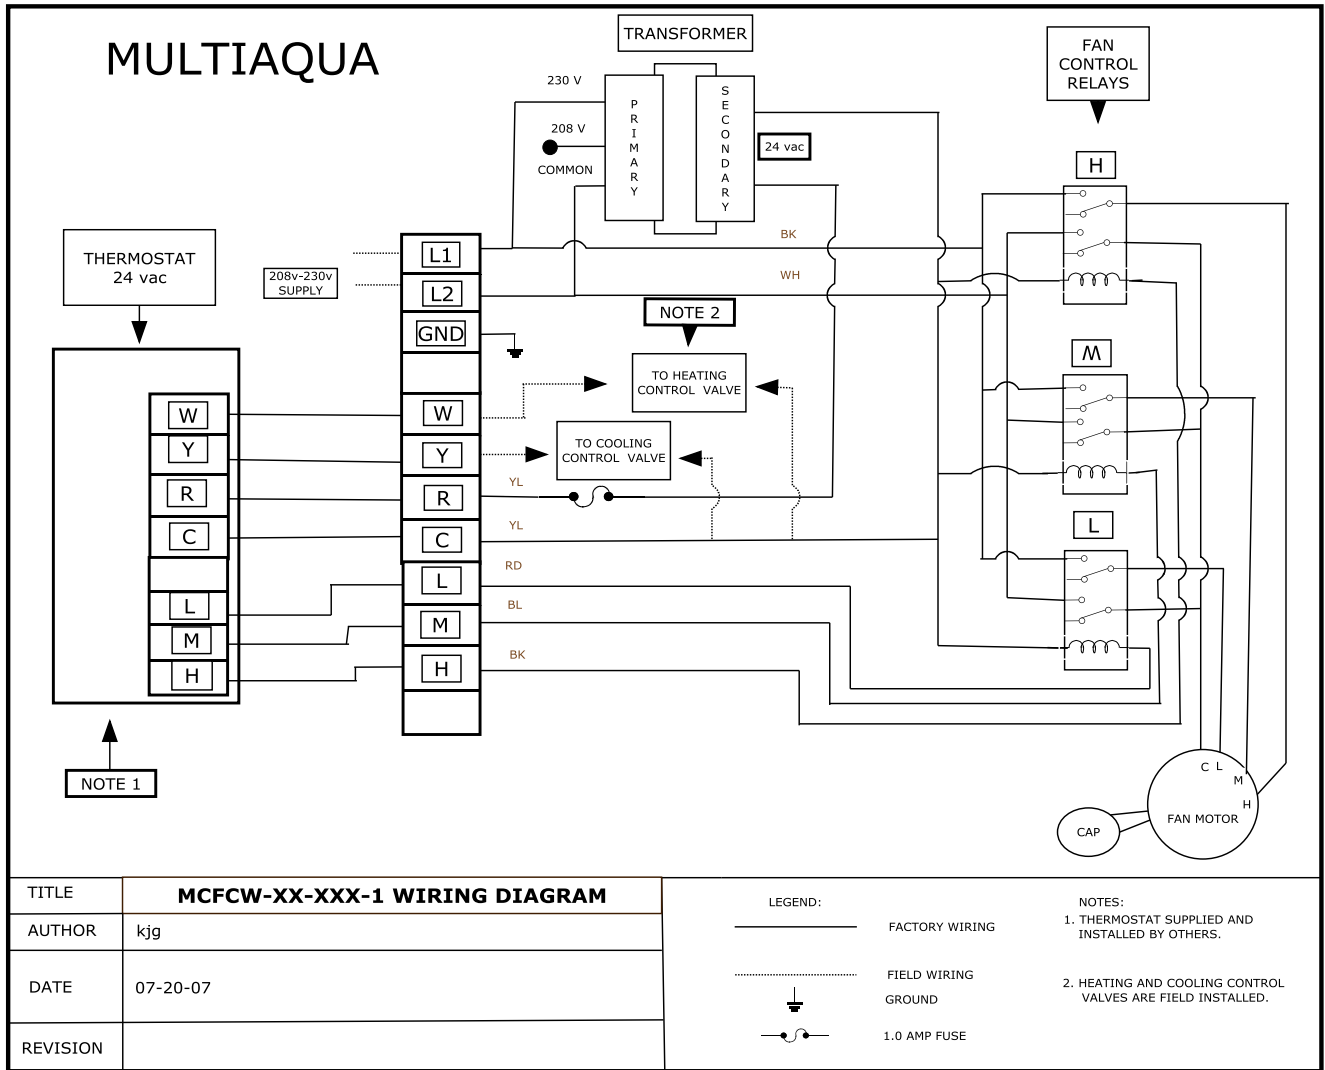 MULTIAQUA
TRANSFORMER
FAN
CONTROL
RELAYS
230 V
208 V
COMMON
PRIMARY
SECONDARY
24 vac
H
THERMOSTAT
24 vac
208v-230v
SUPPLY
L1
L2
GND
BK
WH
NOTE 2
M
W
Y
R
C
L
M
H
W
Y
R
C
L
M
H
TO HEATING
CONTROL VALVE
TO COOLING
CONTROL VALVE
YL
YL
RD
BL
BK
L
NOTE 1
C L
M
H
FAN MOTOR
CAP
TITLE
MCFCW-XX-XXX-1 WIRING DIAGRAM
AUTHOR
kjg
DATE
07-20-07
REVISION
LEGEND:
FACTORY WIRING
FIELD WIRING
GROUND
1.0 AMP FUSE
NOTES:
1. THERMOSTAT SUPPLIED AND
INSTALLED BY OTHERS.
2. HEATING AND COOLING CONTROL
VALVES ARE FIELD INSTALLED.